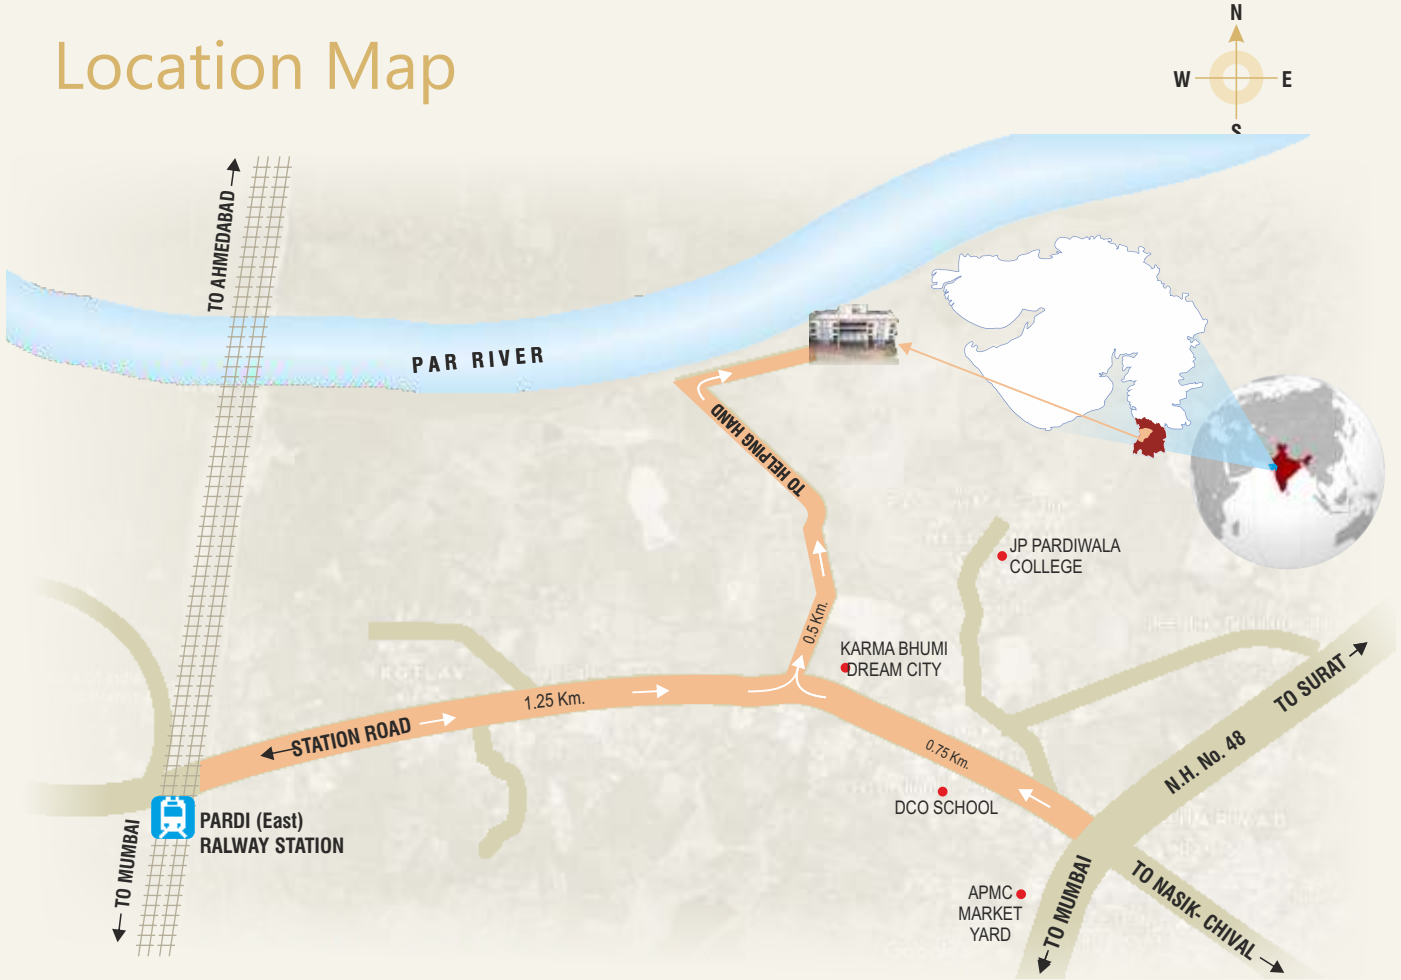 Location Map
N
W
E
S
TO AHMEDABAD
PAR RIVER
TO HELPING HAND
JP PARDIWALA
COLLEGE
0.5 Km.
KARMA BHUMI
DREAM CITY
1.25 Km.
STATION ROAD
TO SURAT
N.H. No. 48
0.75 Km.
DCO SCHOOL
PARDI (East)
RALWAY STATION
TO MUMBAI
APMC
MARKET
YARD
TO MUMBAI
TO NASIK- CHIVAL